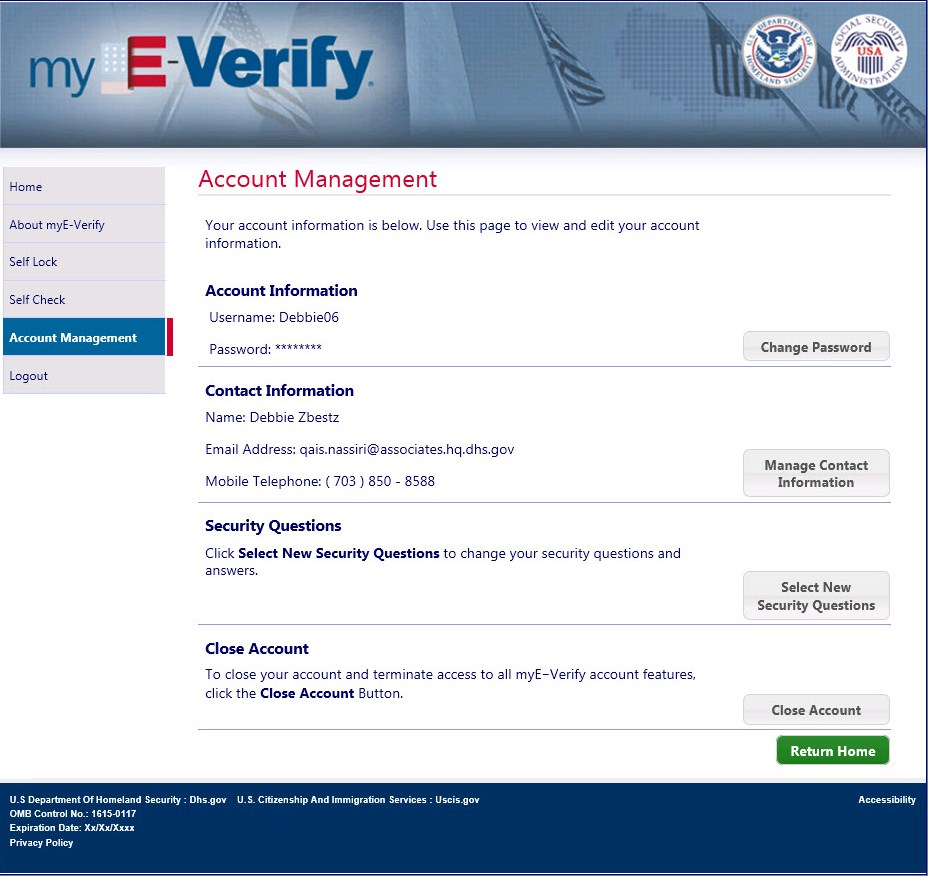 my E-Verify
U.S. DEPARTMENT OF HOMELAND SECURITY
SOCIAL SECURITY ADMINISTRATION
USA
Home
About myE-Verify
Self Lock
Self Check
Account Management
Logout
Account Management
Your account information is below. Use this page to view and edit your account
information.
Account Information
Username: Debbie06
Password: ********
Change Password
Contact Information
Name: Debbie Zbestz
Email Address: qais.nassiri@associates.hq.dhs.gov
Mobile Telephone: ( 703 ) 850 - 8588
Manage Contact
Information
Security Questions
Click Select New Security Questions to change your security questions and
answers.
Select New
Security Questions
Close Account
To close your account and terminate access to all myE-Verify account features,
click the Close Account Button.
Close Account
Return Home
U.S Department Of Homeland Security : Dhs.gov U.S. Citizenship And Immigration Services : Uscis.gov
Accessibility
OMB Control No.: 1615-0117
Expiration Date: Xx/Xx/Xxxx
Privacy Policy